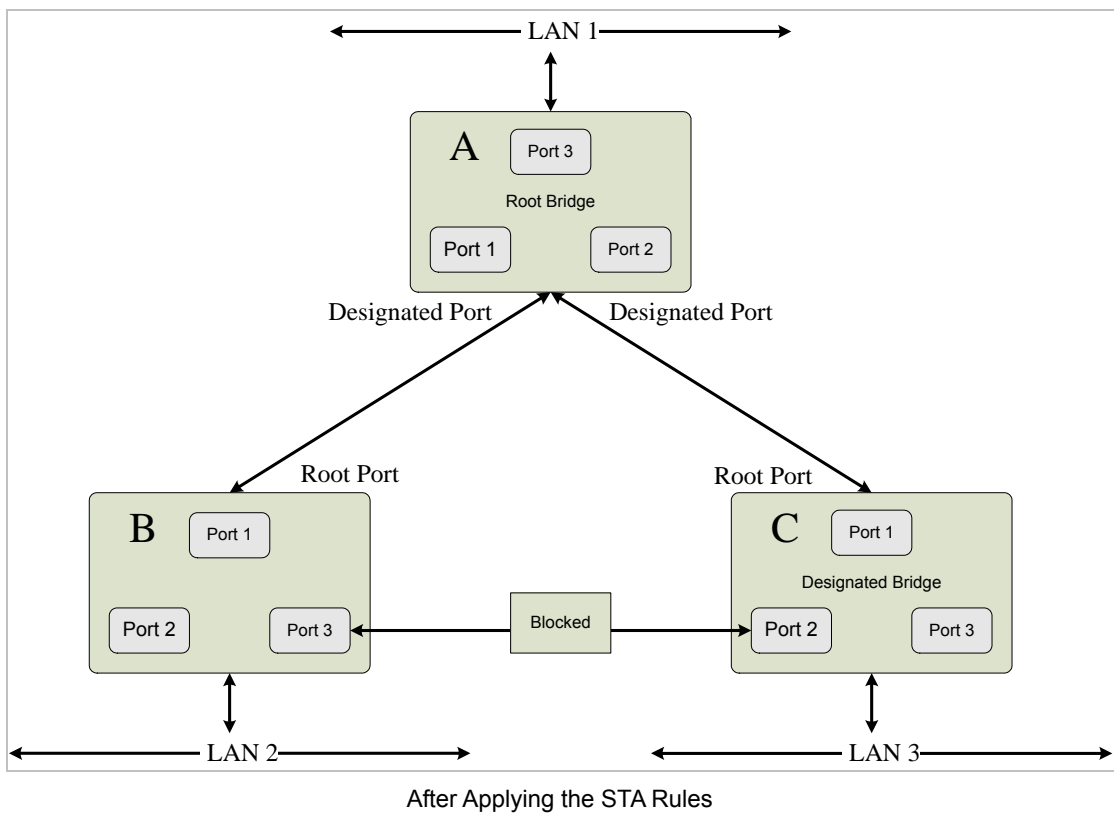 LAN 1
A
Port 3
Root Bridge
Port 1
Port 2
Designated Port
Designated Port
Root Port
Root Port
B
Port 1
C
Port 1
Designated Bridge
Port 2
Port 3
Blocked
Port 2
Port 3
LAN 2
LAN 3
After Applying the STA Rules